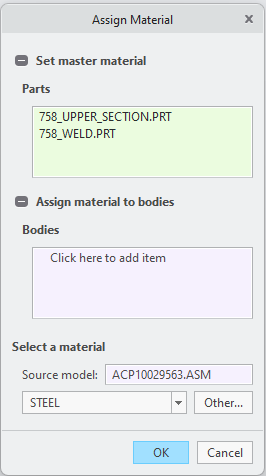 Assign Material
Set master material
Parts
758_UPPER_SECTION.PRT
758_WELD.PRT
Assign material to bodies
Bodies
Click here to add item
Select a material
Source model: ACP10029563.ASM
STEEL Other...
OK Cancel